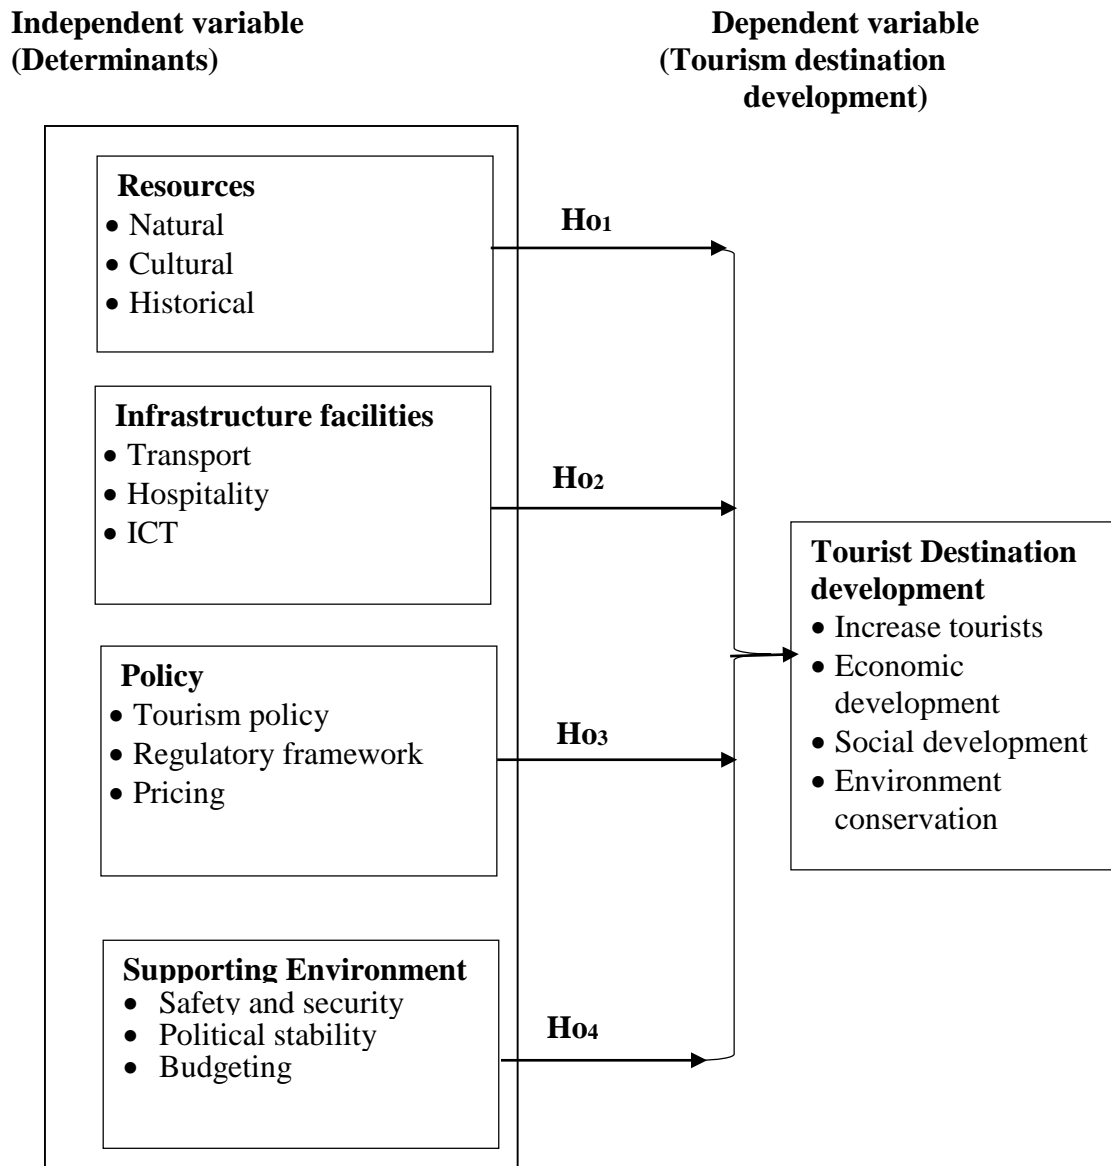 Independent variable
(Determinants)
Dependent variable
(Tourism destination
development)
Resources
• Natural
• Cultural
• Historical
Ho1
Infrastructure facilities
• Transport
• Hospitality
• ICT
Ho2
Policy
• Tourism policy
• Regulatory framework
• Pricing
Ho3
Supporting Environment
• Safety and security
• Political stability
• Budgeting
Ho4
Tourist Destination
development
• Increase tourists
• Economic
development
• Social development
• Environment
conservation